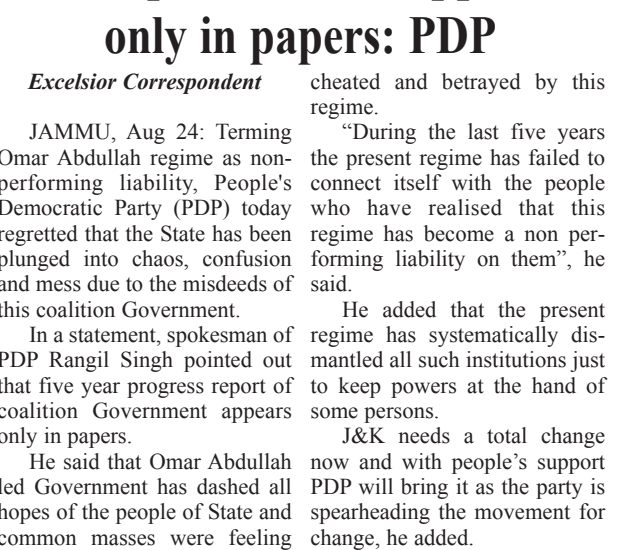 only in papers: PDP
Excelsior Correspondent
JAMMU, Aug 24: Terming
Omar Abdullah regime as non-
performing liability, People's
Democratic Party (PDP) today
regretted that the State has been
plunged into chaos, confusion
and mess due to the misdeeds of
this coalition Government.
In a statement, spokesman of
PDP Rangil Singh pointed out
that five year progress report of
coalition Government appears
only in papers.
He said that Omar Abdullah
led Government has dashed all
hopes of the people of State and
common masses were feeling
cheated and betrayed by this
regime.
“During the last five years
the present regime has failed to
connect itself with the people
who have realised that this
regime has become a non per-
forming liability on them”, he
said.
He added that the present
regime has systematically dis-
mantled all such institutions just
to keep powers at the hand of
some persons.
J&K needs a total change
now and with people’s support
PDP will bring it as the party is
spearheading the movement for
change, he added.